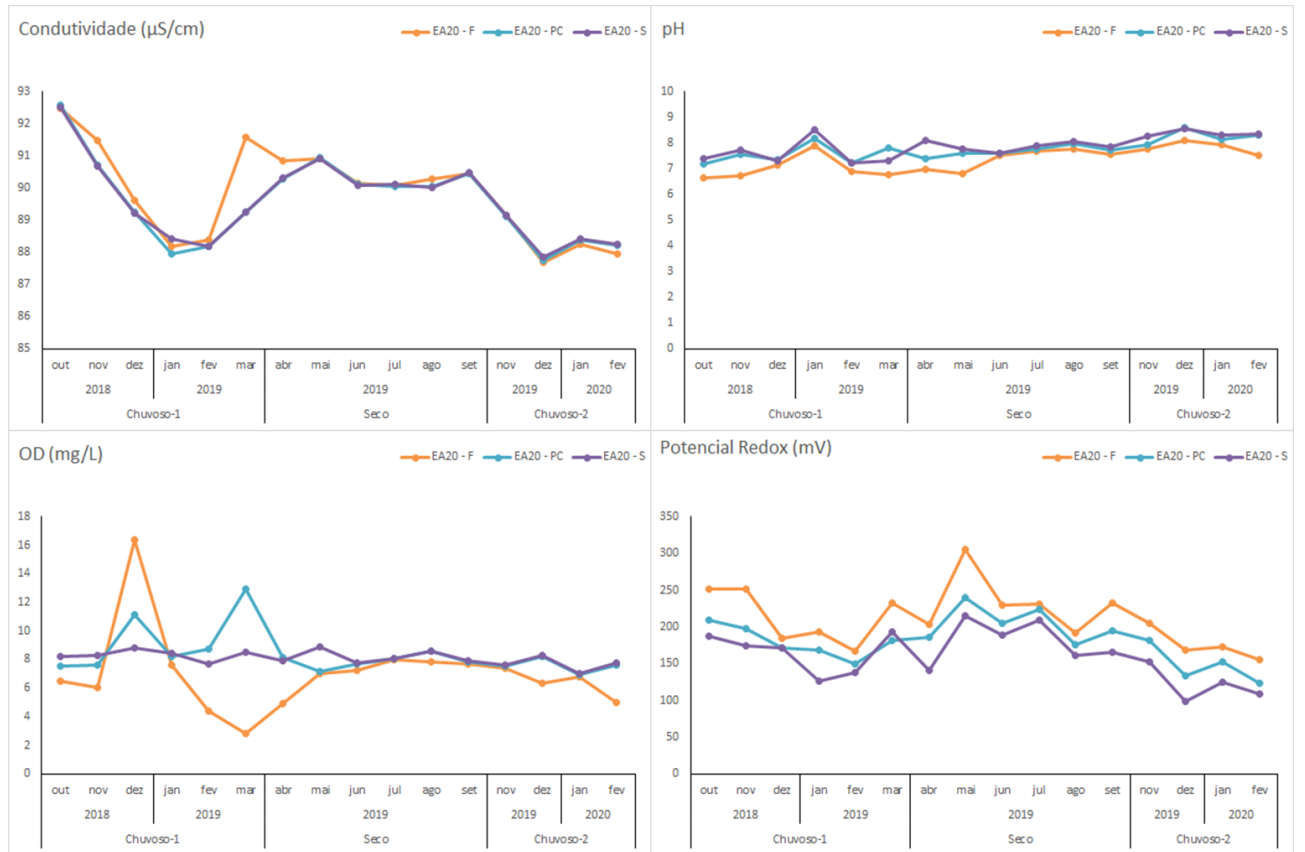 Condutividade (µS/cm)
EA20 - F EA20 - PC EA20 - S
93
92
91
90
89
88
87
86
85
out nov dez jan fev mar abr mai jun jul ago set nov dez jan fev
2018 2019 2019 2019 2020
Chuvoso-1 Seco Chuvoso-2
pH
EA20 - F EA20 - PC EA20 - S
10
9
8
7
6
5
4
3
2
1
0
out nov dez jan fev mar abr mai jun jul ago set nov dez jan fev
2018 2019 2019 2019 2020
Chuvoso-1 Seco Chuvoso-2
OD (mg/L)
EA20 - F EA20 - PC EA20 - S
18
16
14
12
10
8
6
4
2
0
out nov dez jan fev mar abr mai jun jul ago set nov dez jan fev
2018 2019 2019 2019 2020
Chuvoso-1 Seco Chuvoso-2
Potencial Redox (mV)
EA20 - F EA20 - PC EA20 - S
350
300
250
200
150
100
50
0
out nov dez jan fev mar abr mai jun jul ago set nov dez jan fev
2018 2019 2019 2019 2020
Chuvoso-1 Seco Chuvoso-2